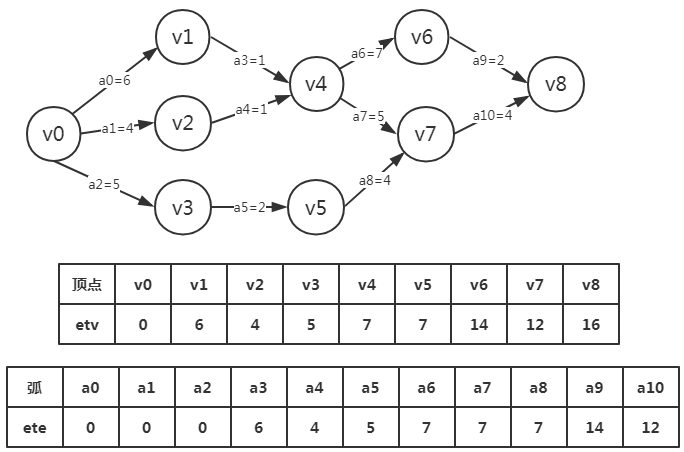 v1
v6
a6=7
a3=1
a9=2
a0=6
v4
v8
a4=1
v2
a7=5
a10=4
v0
a1=4
v7
a2=5
a8=4
v3
a5=2
v5
顶点 v0 v1 v2 v3 v4 v5 v6 v7 v8
etv 0 6 4 5 7 7 14 12 16
弧 a0 a1 a2 a3 a4 a5 a6 a7 a8 a9 a10
ete 0 0 0 6 4 5 7 7 7 14 12